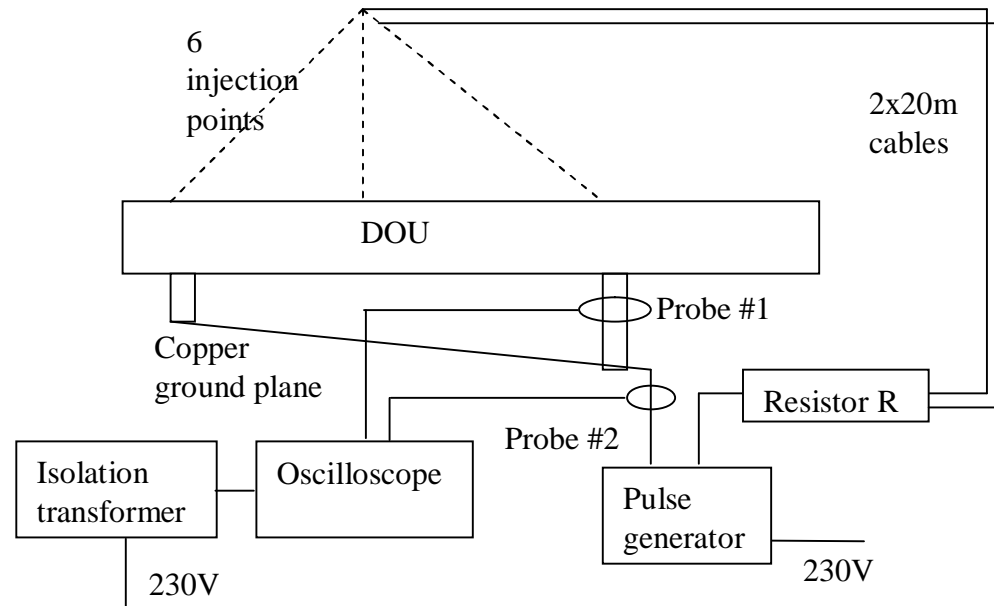 6
injection
points
2x20m
cables
DOU
Probe #1
Copper
ground plane
Resistor R
Probe #2
Isolation
transformer
Oscilloscope
Pulse
generator
230V
230V